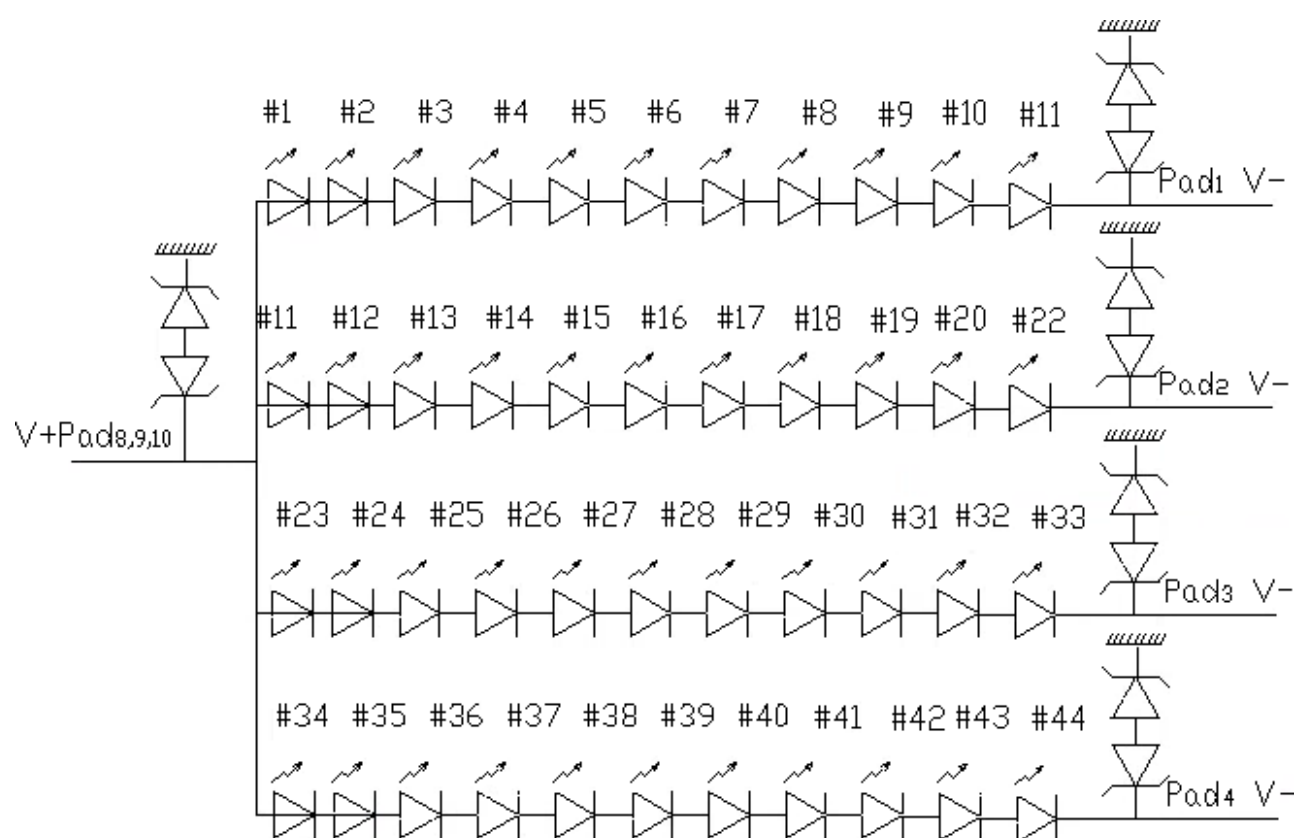 #1 #2 #3 #4 #5 #6 #7 #8 #9 #10 #11
Pad1 V-
#11 #12 #13 #14 #15 #16 #17 #18 #19 #20 #22
Pad2 V-
V+Pad8,9,10
#23 #24 #25 #26 #27 #28 #29 #30 #31 #32 #33
Pad3 V-
#34 #35 #36 #37 #38 #39 #40 #41 #42 #43 #44
Pad4 V-